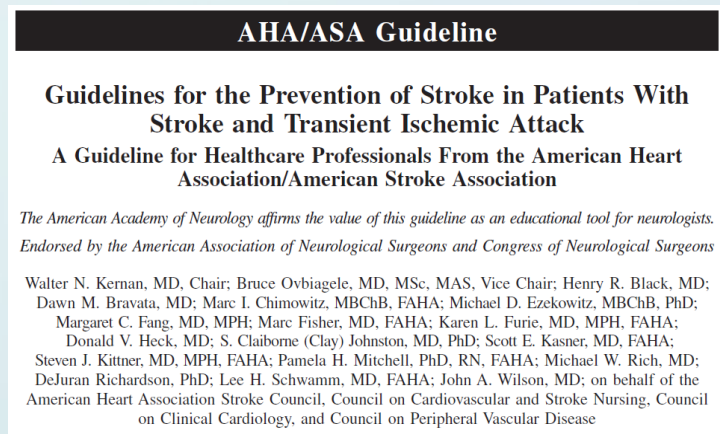 AHA/ASA Guideline
Guidelines for the Prevention of Stroke in Patients With
Stroke and Transient Ischemic Attack
A Guideline for Healthcare Professionals From the American Heart
Association/American Stroke Association
The American Academy of Neurology affirms the value of this guideline as an educational tool for neurologists.
Endorsed by the American Association of Neurological Surgeons and Congress of Neurological Surgeons
Walter N. Kernan, MD, Chair; Bruce Ovbiagele, MD, MSc, MAS, Vice Chair; Henry R. Black, MD;
Dawn M. Bravata, MD; Marc I. Chimowitz, MBChB, FAHA; Michael D. Ezekowitz, MBChB, PhD;
Margaret C. Fang, MD, MPH; Marc Fisher, MD, FAHA; Karen L. Furie, MD, MPH, FAHA;
Donald V. Heck, MD; S. Claiborne (Clay) Johnston, MD, PhD; Scott E. Kasner, MD, FAHA;
Steven J. Kittner, MD, MPH, FAHA; Pamela H. Mitchell, PhD, RN, FAHA; Michael W. Rich, MD;
DeJuran Richardson, PhD; Lee H. Schwamm, MD, FAHA; John A. Wilson, MD; on behalf of the
American Heart Association Stroke Council, Council on Cardiovascular and Stroke Nursing, Council
on Clinical Cardiology, and Council on Peripheral Vascular Disease